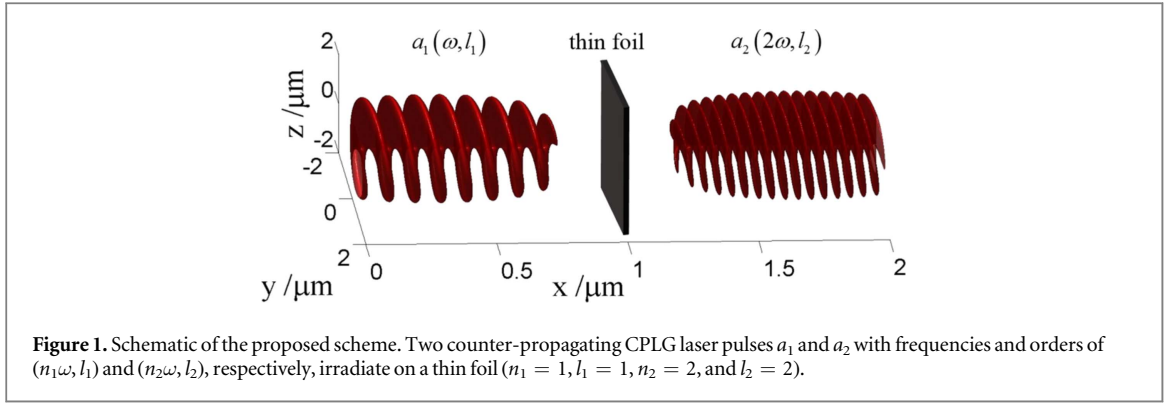 a₁(ω,l₁) thin foil a₂(2ω,l₂)
2
0
-2
z /μm
-2
0
2
y /μm
0 0.5 1 1.5 2
x /μm
Figure 1. Schematic of the proposed scheme. Two counter-propagating CPLG laser pulses a₁ and a₂ with frequencies and orders of
(n₁ω, l₁) and (n₂ω, l₂), respectively, irradiate on a thin foil (n₁ = 1, l₁ = 1, n₂ = 2, and l₂ = 2).